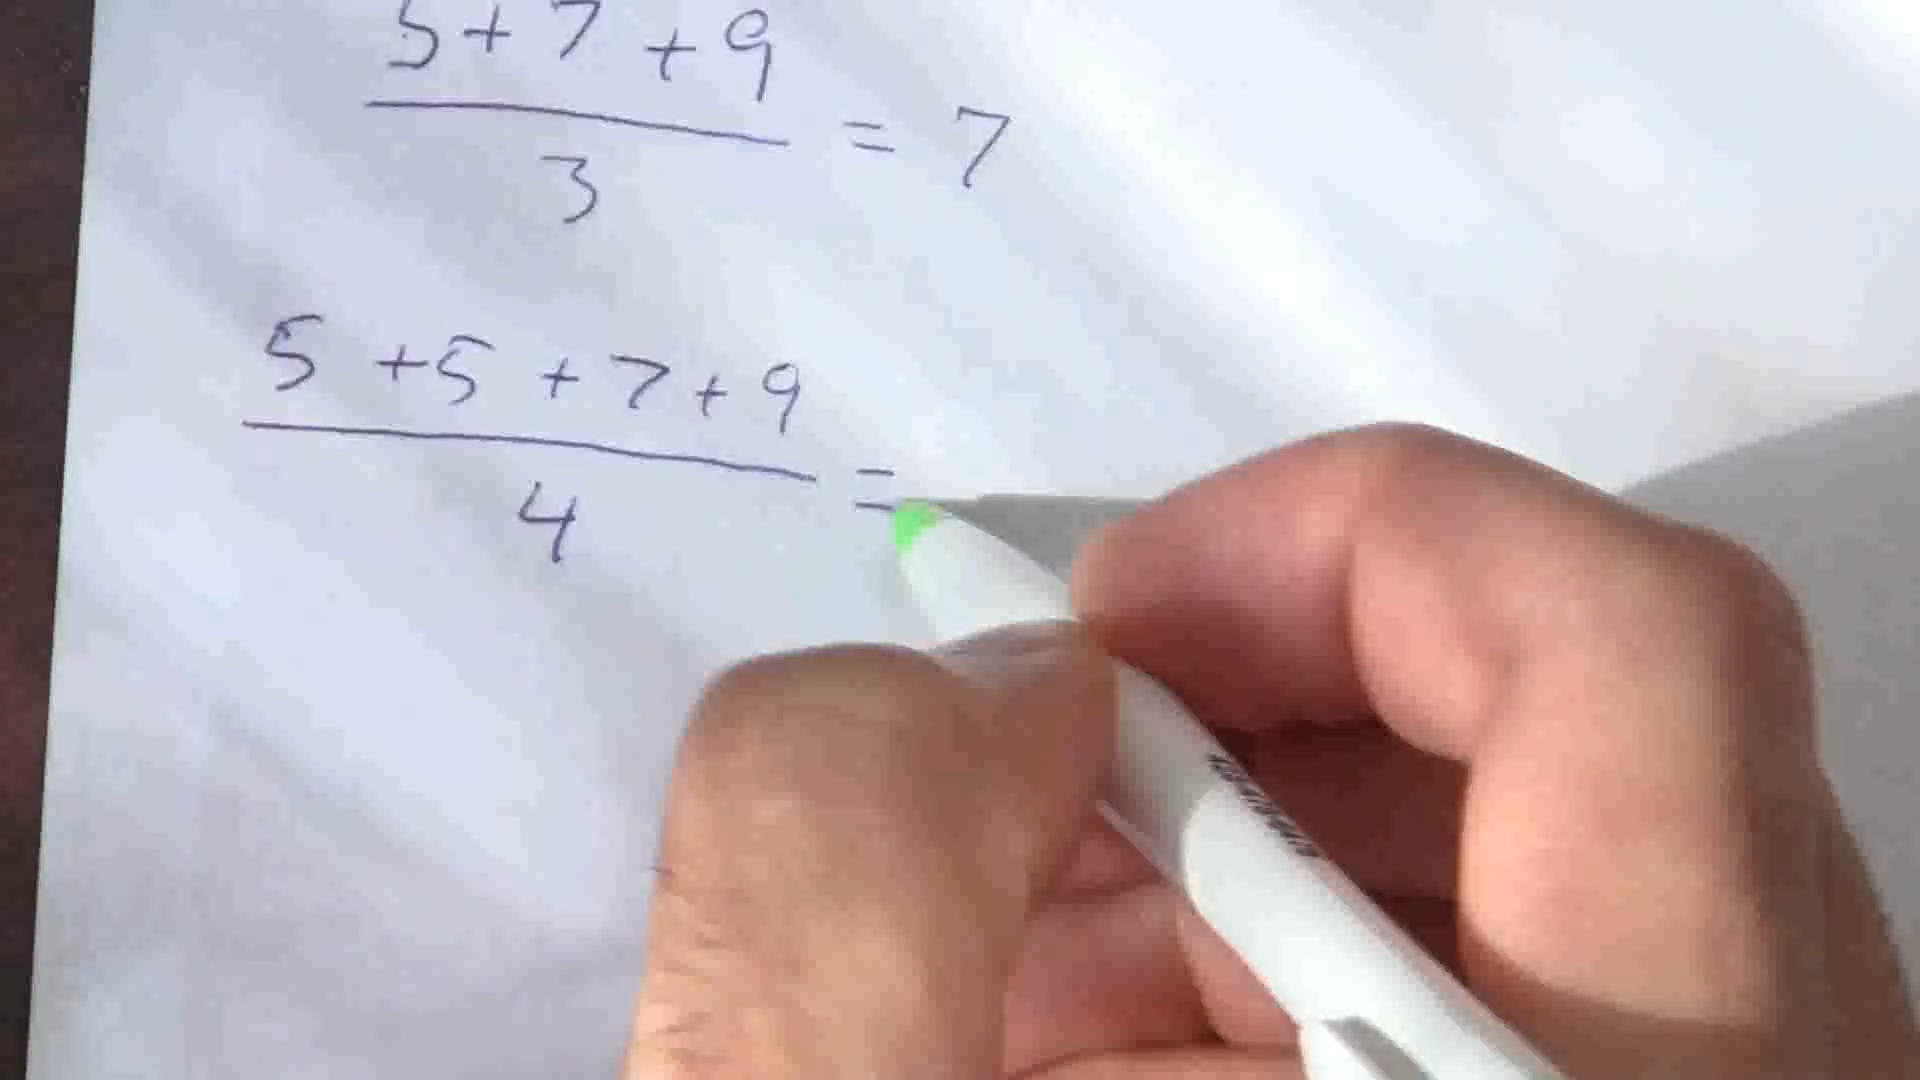 5 + 7 + 9
= 7
3
5 + 5 + 7 + 9
=
4